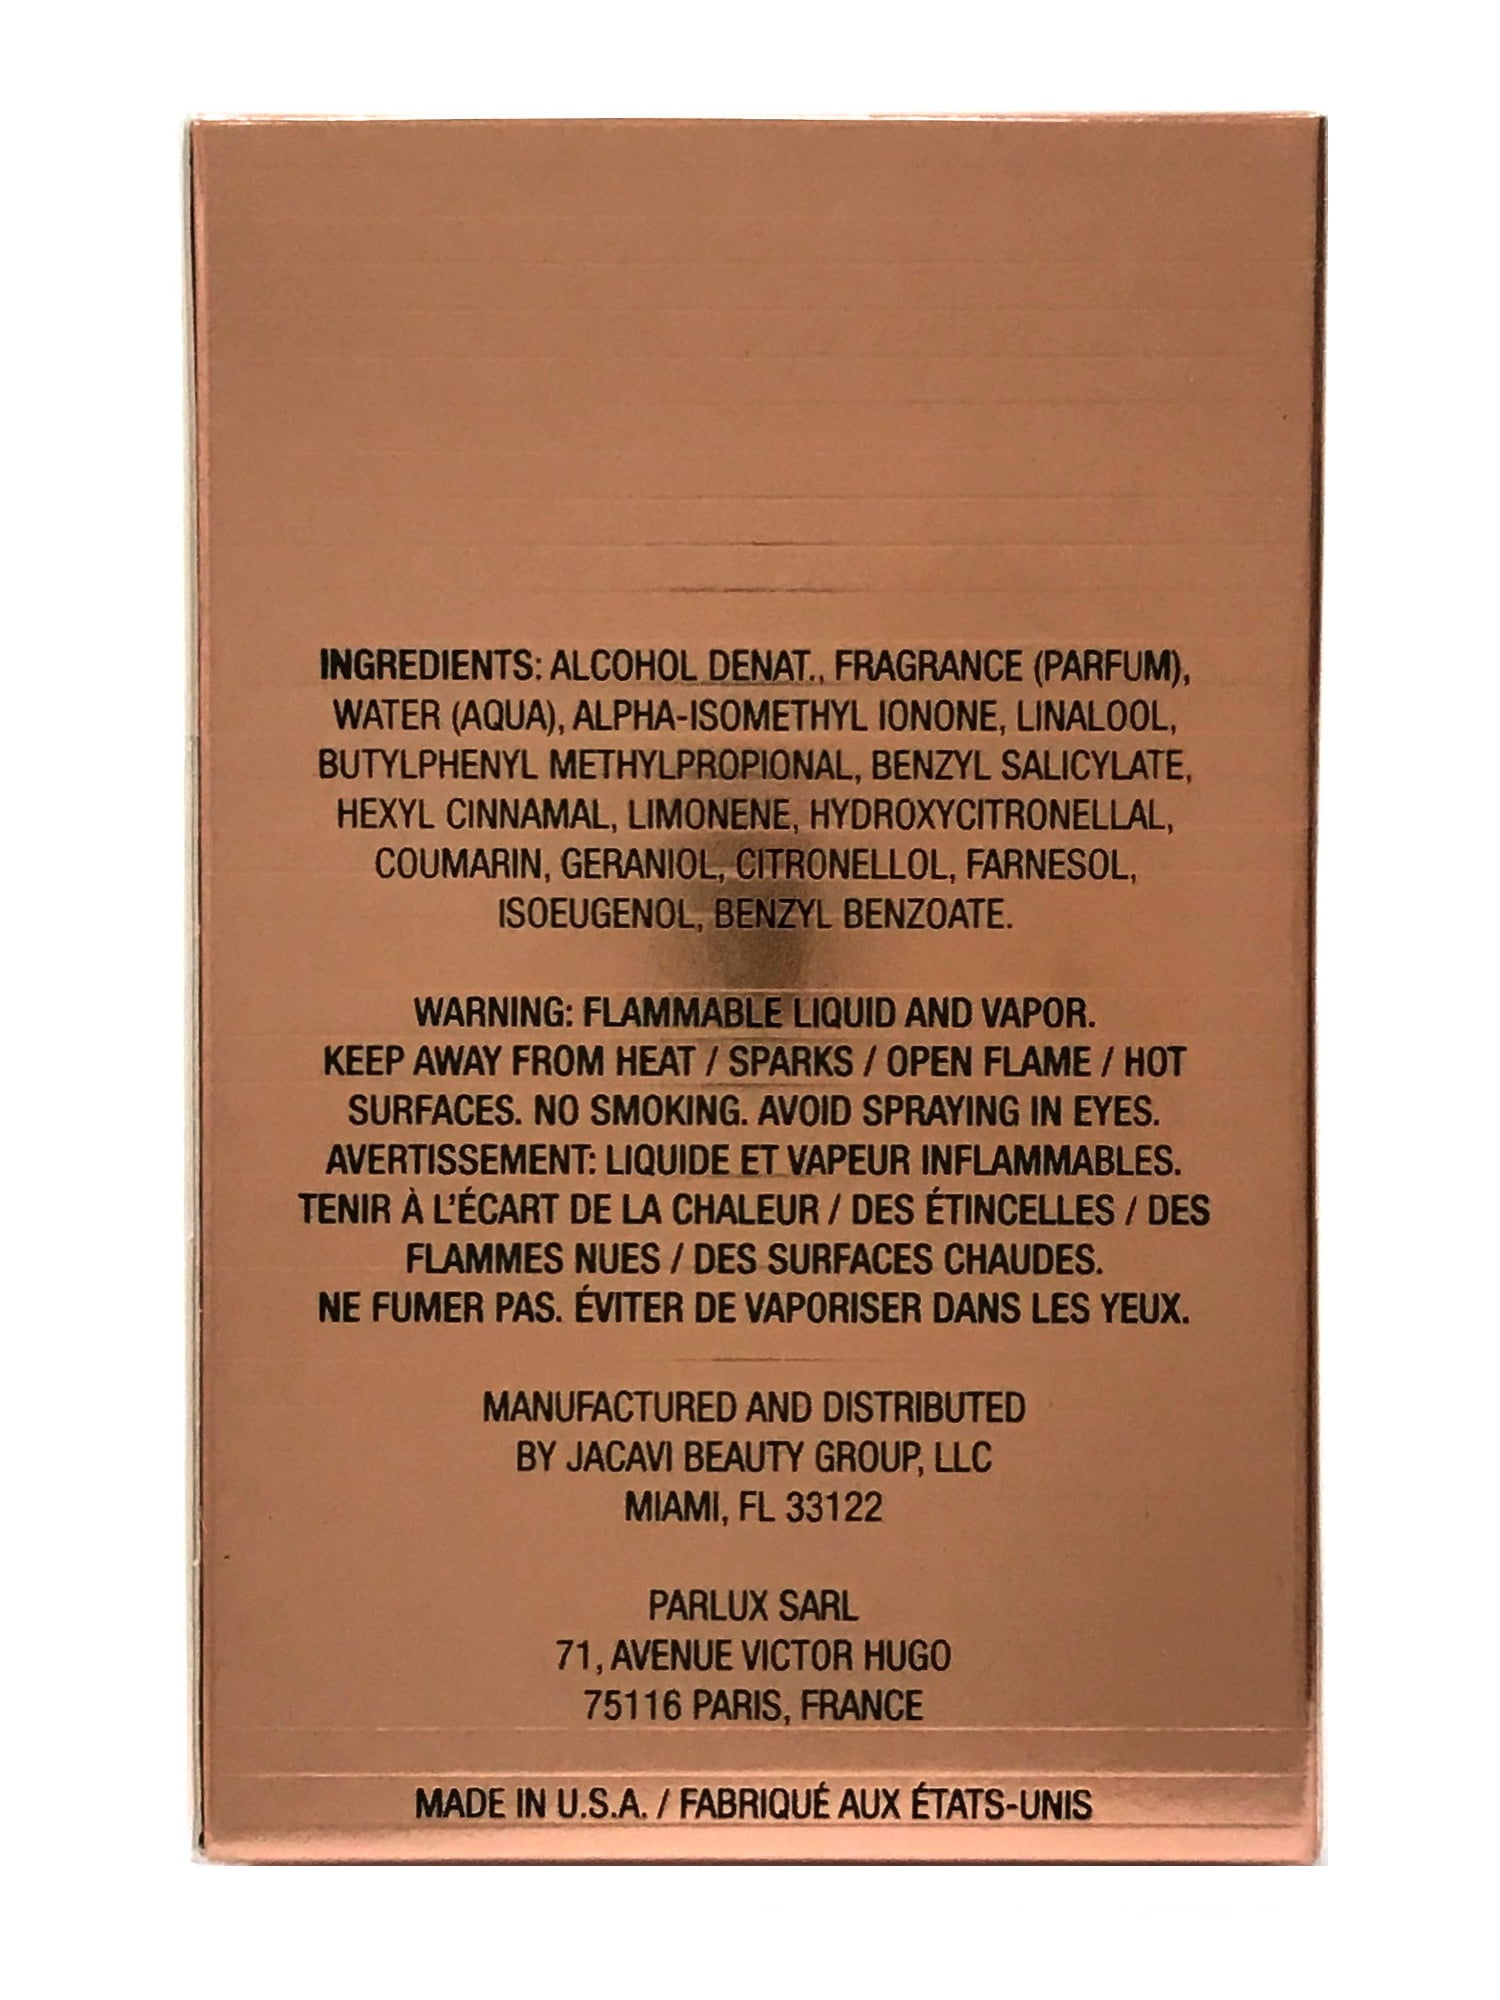 INGREDIENTS: ALCOHOL DENAT., FRAGRANCE (PARFUM),
WATER (AQUA), ALPHA-ISOMETHYL IONONE, LINALOOL,
BUTYLPHENYL METHYLPROPIONAL, BENZYL SALICYLATE,
HEXYL CINNAMAL, LIMONENE, HYDROXYCITRONELLAL,
COUMARIN, GERANIOL, CITRONELLOL, FARNESOL,
ISOEUGENOL, BENZYL BENZOATE.
WARNING: FLAMMABLE LIQUID AND VAPOR.
KEEP AWAY FROM HEAT / SPARKS / OPEN FLAME / HOT
SURFACES. NO SMOKING. AVOID SPRAYING IN EYES.
AVERTISSEMENT: LIQUIDE ET VAPEUR INFLAMMABLES.
TENIR À L'ÉCART DE LA CHALEUR / DES ÉTINCELLES / DES
FLAMMES NUES / DES SURFACES CHAUDES.
NE FUMER PAS. ÉVITER DE VAPORISER DANS LES YEUX.
MANUFACTURED AND DISTRIBUTED
BY JACAVI BEAUTY GROUP, LLC
MIAMI, FL 33122
PARLUX SARL
71, AVENUE VICTOR HUGO
75116 PARIS, FRANCE
MADE IN U.S.A. / FABRIQUÉ AUX ÉTATS-UNIS